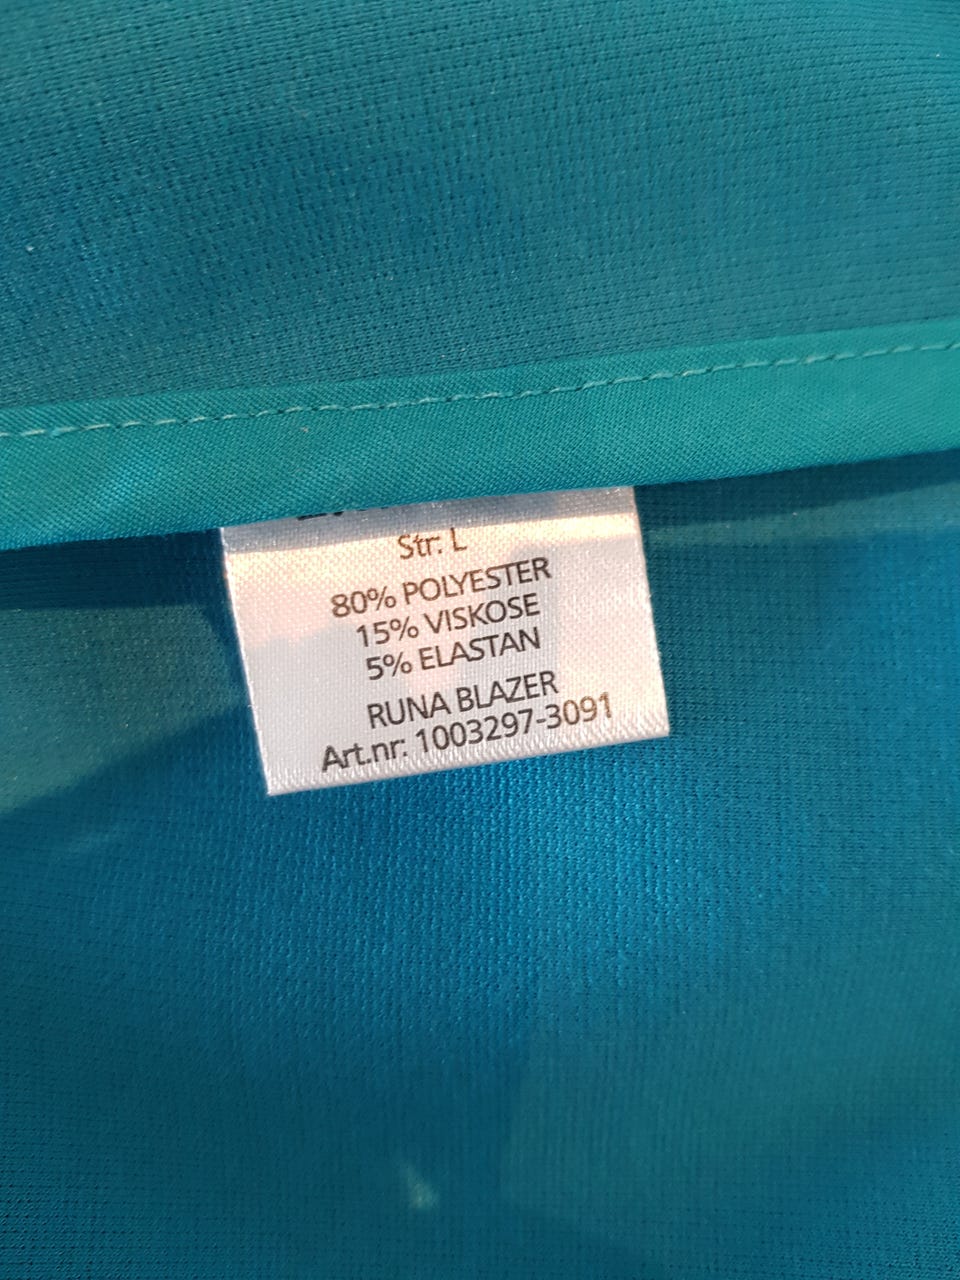 Str: L
80% POLYESTER
15% VISKOSE
5% ELASTAN
RUNA BLAZER
Art.nr: 1003297-3091